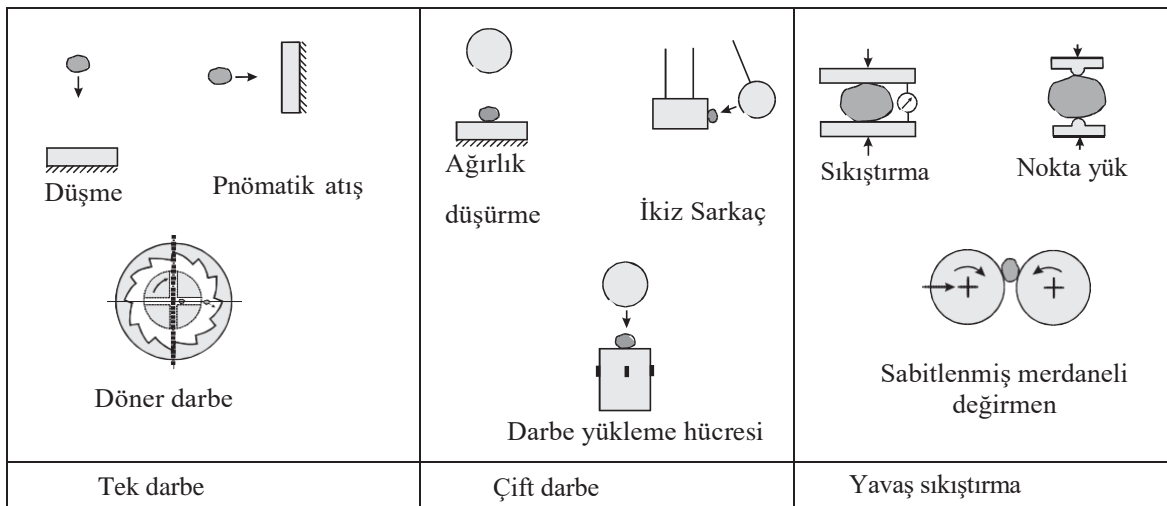 Düşme
Pnömatik atış
Döner darbe
Tek darbe
Ağırlık
düşürme
İkiz Sarkaç
Darbe yükleme hücresi
Çift darbe
Sıkıştırma
Nokta yük
Sabitlenmiş merdaneli
değirmen
Yavaş sıkıştırma